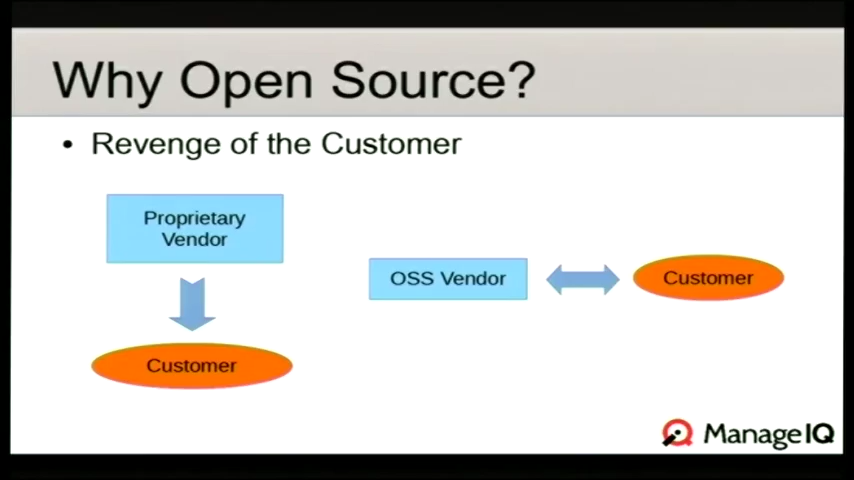 Why Open Source?
• Revenge of the Customer
Proprietary
Vendor
Customer
OSS Vendor
Customer
ManageIQ